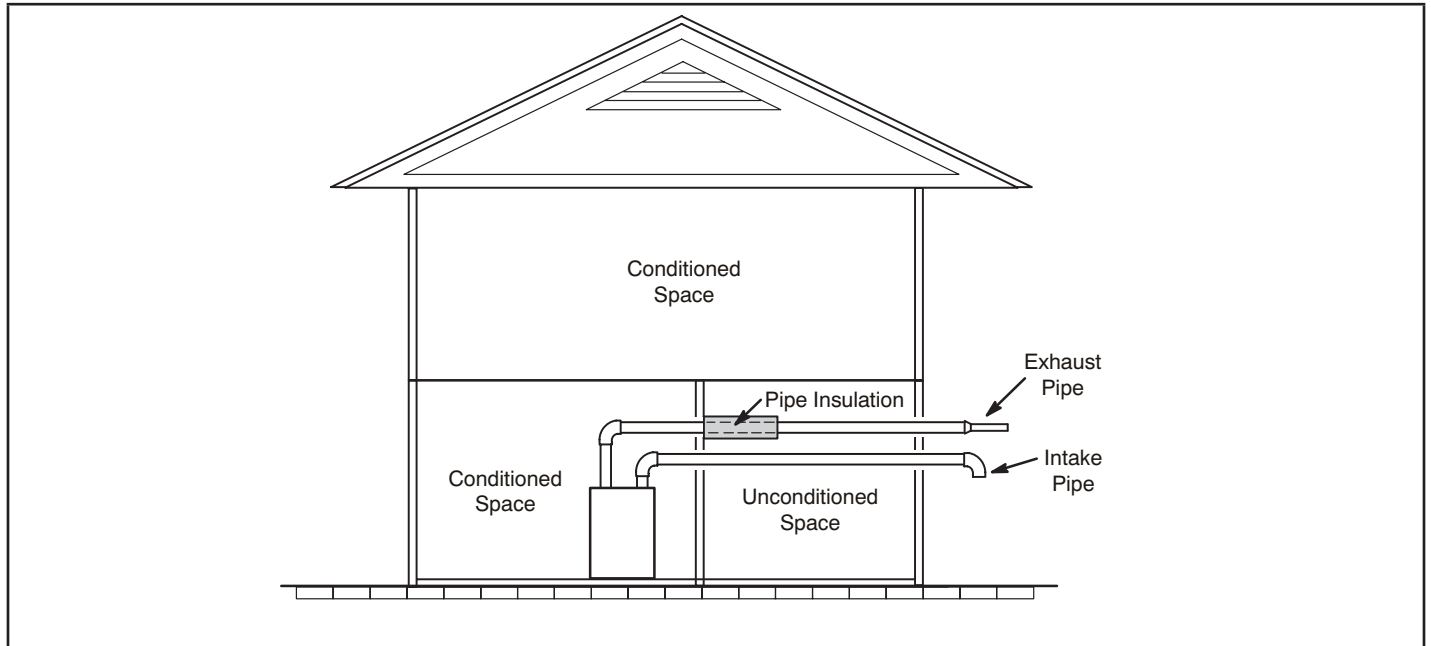 Conditioned
Space
Exhaust
Pipe
Pipe Insulation
Intake
Pipe
Conditioned
Space
Unconditioned
Space